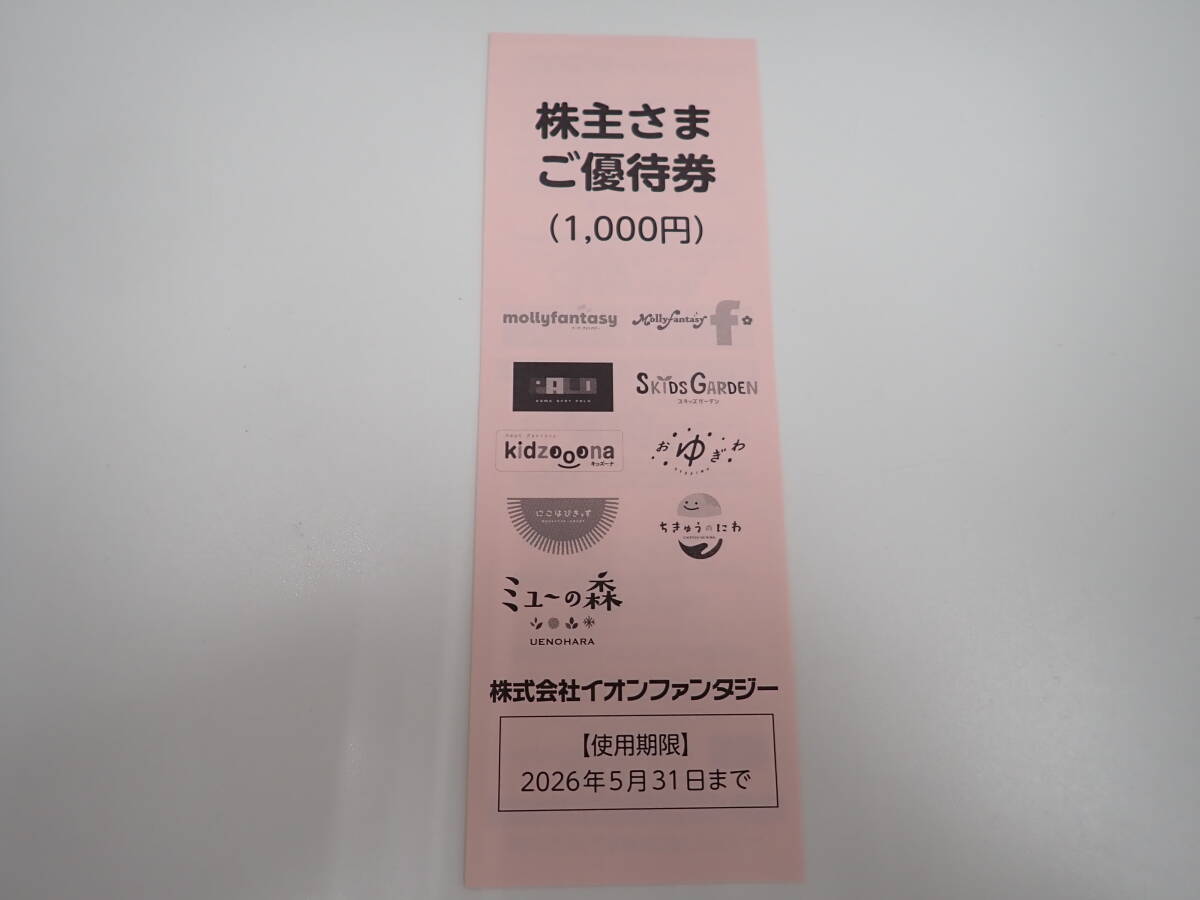 株主さま
ご優待券
(1,000円)
mollyfantasy
Mollyfantasy f
SKIDS GARDEN
スキッズガーデン
kidzooona
キッズーナ
おゆぎわ
にこはぴきっず
ちきゅうのにわ
ミューの森
UENOHARA
株式会社イオンファンタジー
【使用期限】
2026年5月31日まで